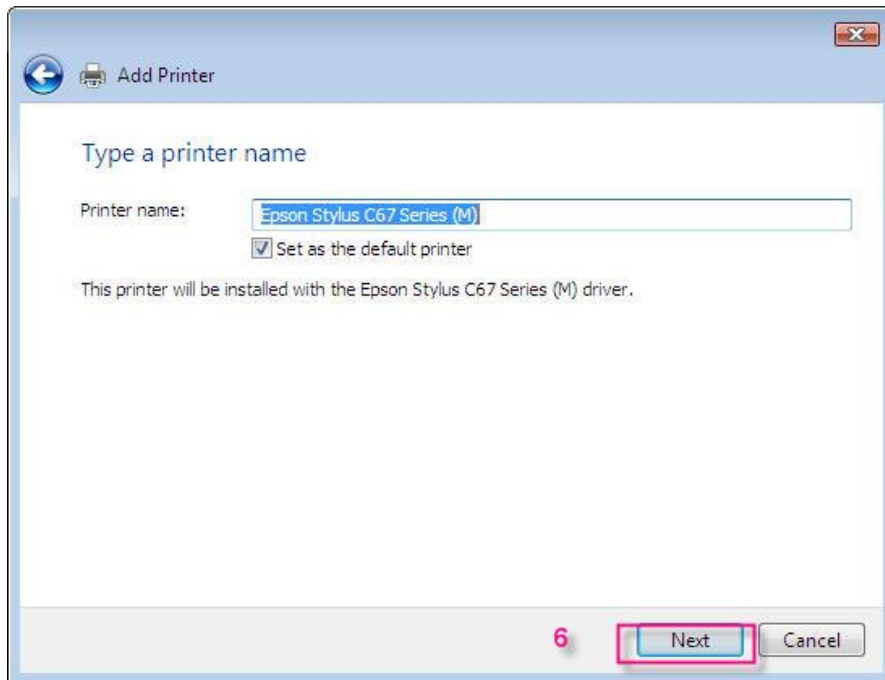 Add Printer
Type a printer name
Printer name: Epson Stylus C67 Series (M)
Set as the default printer
This printer will be installed with the Epson Stylus C67 Series (M) driver.
6 Next Cancel